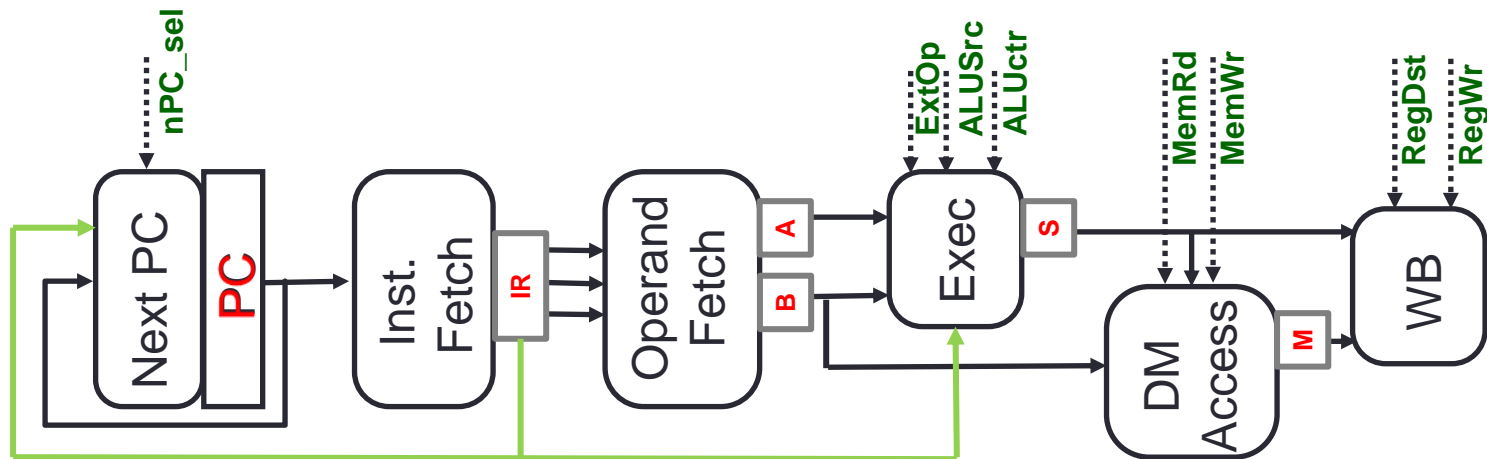 nPC_sel
Next PC
PC
Inst.
Fetch
IR
Operand
Fetch
A
B
ExtOp
ALUSrc
ALUctr
Exec
S
MemRd
MemWr
DM
Access
M
RegDst
RegWr
WB